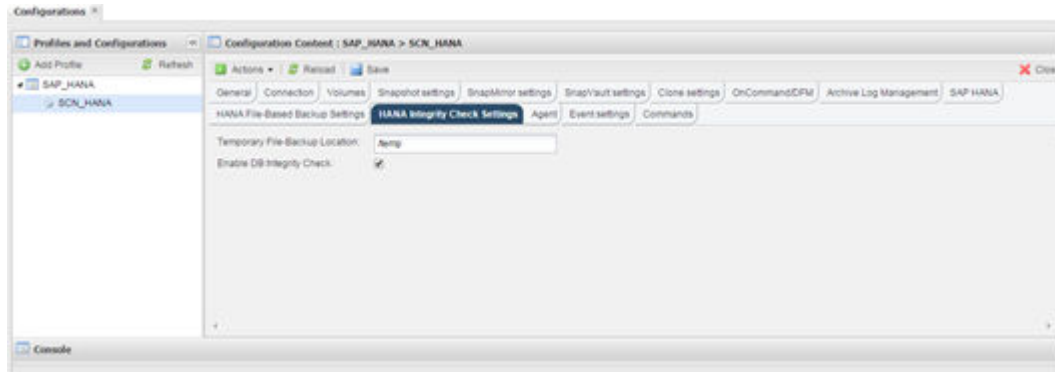 Configurations
Profiles and Configurations
Configuration Content : SAP_HANA > SCN_HANA
Add Profile Refresh
Actions Reload Save Clos
SAP_HANA
SCN_HANA
General Connection Volumes Snapshot settings SnapMirror settings SnapVault settings Clone settings OnCommand/DFM Archive Log Management SAP HANA
HANA File-Based Backup Settings HANA Integrity Check Settings Agent Event settings Commands
Temporary File-Backup Location: /temp
Enable DB Integrity Check:
Console